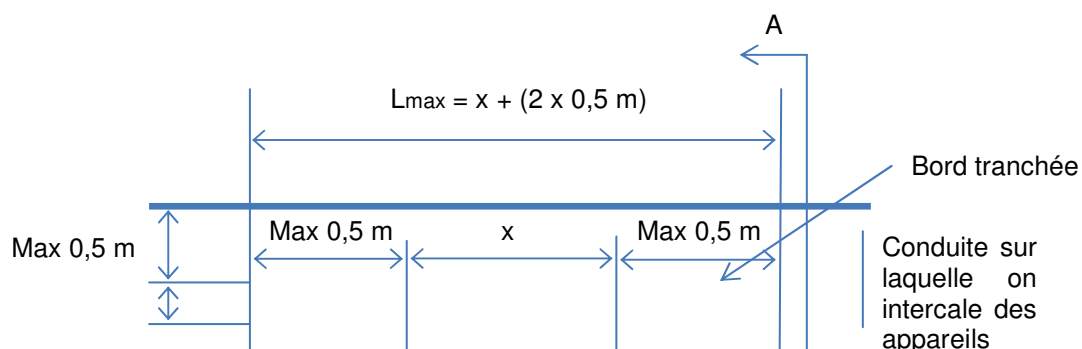 A
Lmax = x + (2 x 0,5 m)
Bord tranchée
Max 0,5 m
Max 0,5 m
x
Max 0,5 m
Conduite sur
laquelle on
intercale des
appareils